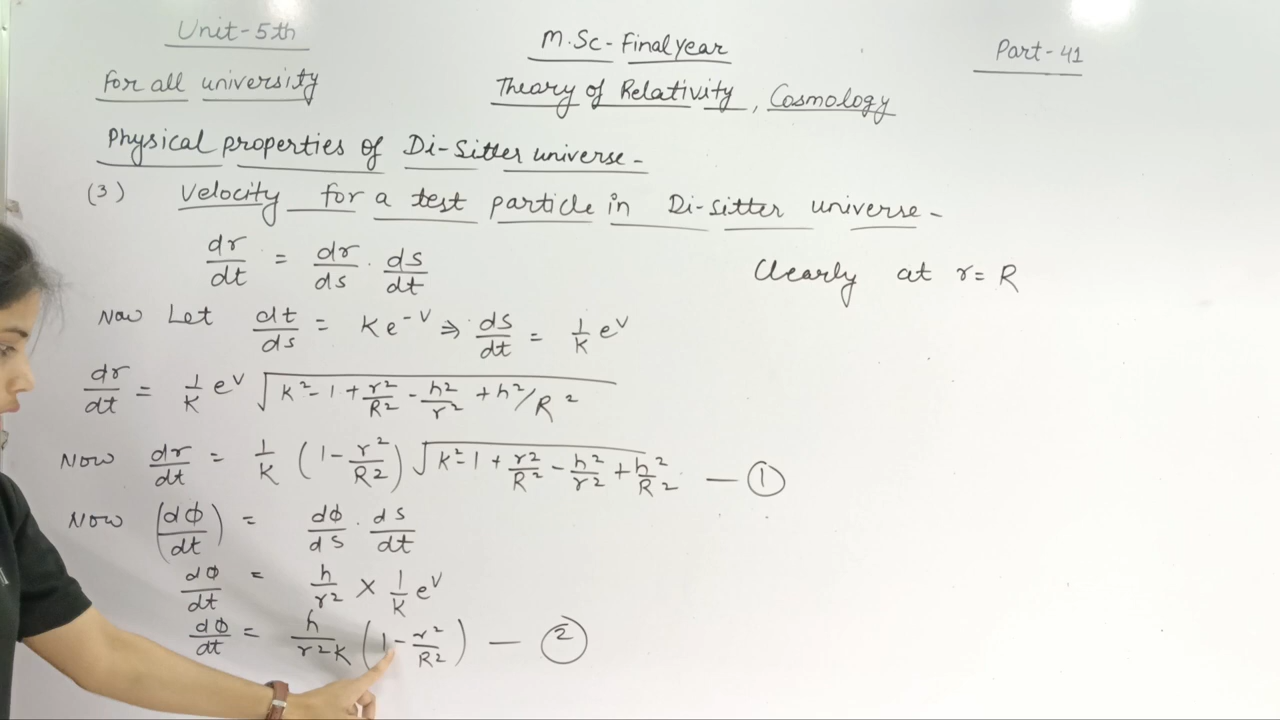 Unit-5th
M.Sc-Final year
Part-41
For all university
Theory of Relativity, Cosmology
Physical properties of Di-Sitter universe-
(3) Velocity for a test particle in Di-sitter universe-
dr/dt = dr/ds . ds/dt
Clearly at r=R
Now Let dt/ds = Ke^-ν ⇒ ds/dt = 1/K e^ν
dr/dt = 1/K e^ν √(K²-1+r²/R²-h²/r²+h²/R²)
Now dr/dt = 1/K (1-r²/R²) √(K²-1+r²/R²-h²/r²+h²/R²) — ①
Now (dφ/dt) = dφ/ds . ds/dt
dφ/dt = h/r² × 1/K e^ν
dφ/dt = h/r²K (1-r²/R²) — ②